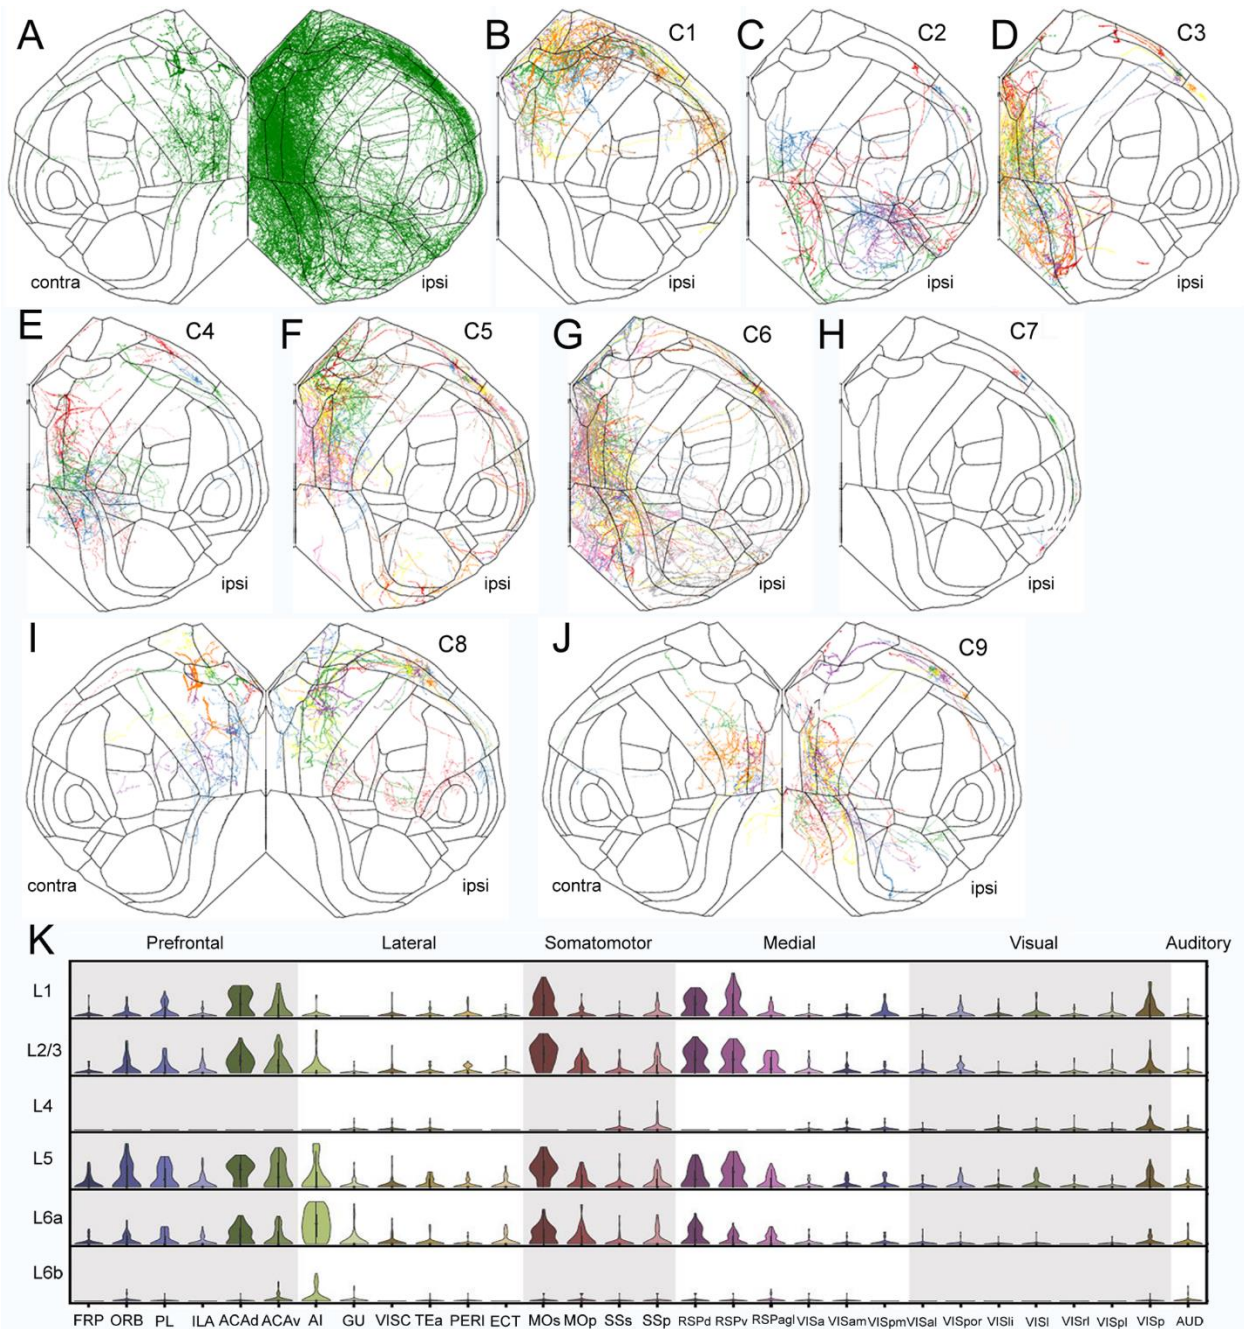 A
contra
ipsi
B
C1
C
C2
ipsi
D
C3
ipsi
E
C4
ipsi
F
C5
ipsi
G
C6
H
C7
ipsi
I
C8
contra
ipsi
J
C9
contra
ipsi
K
Prefrontal Lateral Somatomotor Medial Visual Auditory
L1
L2/3
L4
L5
L6a
L6b
FRP ORB PL ILA ACAd ACAv AI GU VISC TEa PERI ECT MOs MOp SSs SSp RSPd RSPv RSPagl VISa VISam VISpm VISal VISpor VISli VISl VISrl VISpl VISp AUD